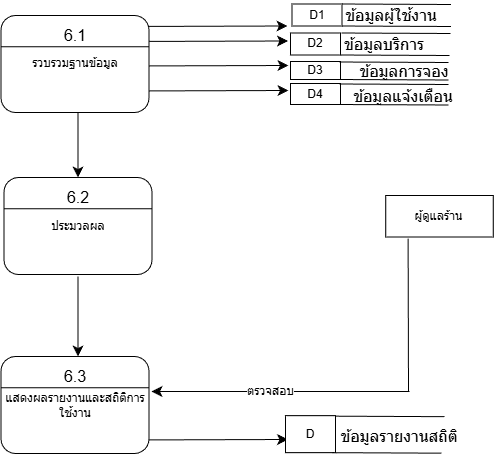 6.1
รวบรวมฐานข้อมูล
D1 ข้อมูลผู้ใช้งาน
D2 ข้อมูลบริการ
D3 ข้อมูลการจอง
D4 ข้อมูลแจ้งเตือน
6.2
ประมวลผล
ผู้ดูแลร้าน
6.3
แสดงผลรายงานและสถิติการ
ใช้งาน
ตรวจสอบ
D ข้อมูลรายงานสถิติ